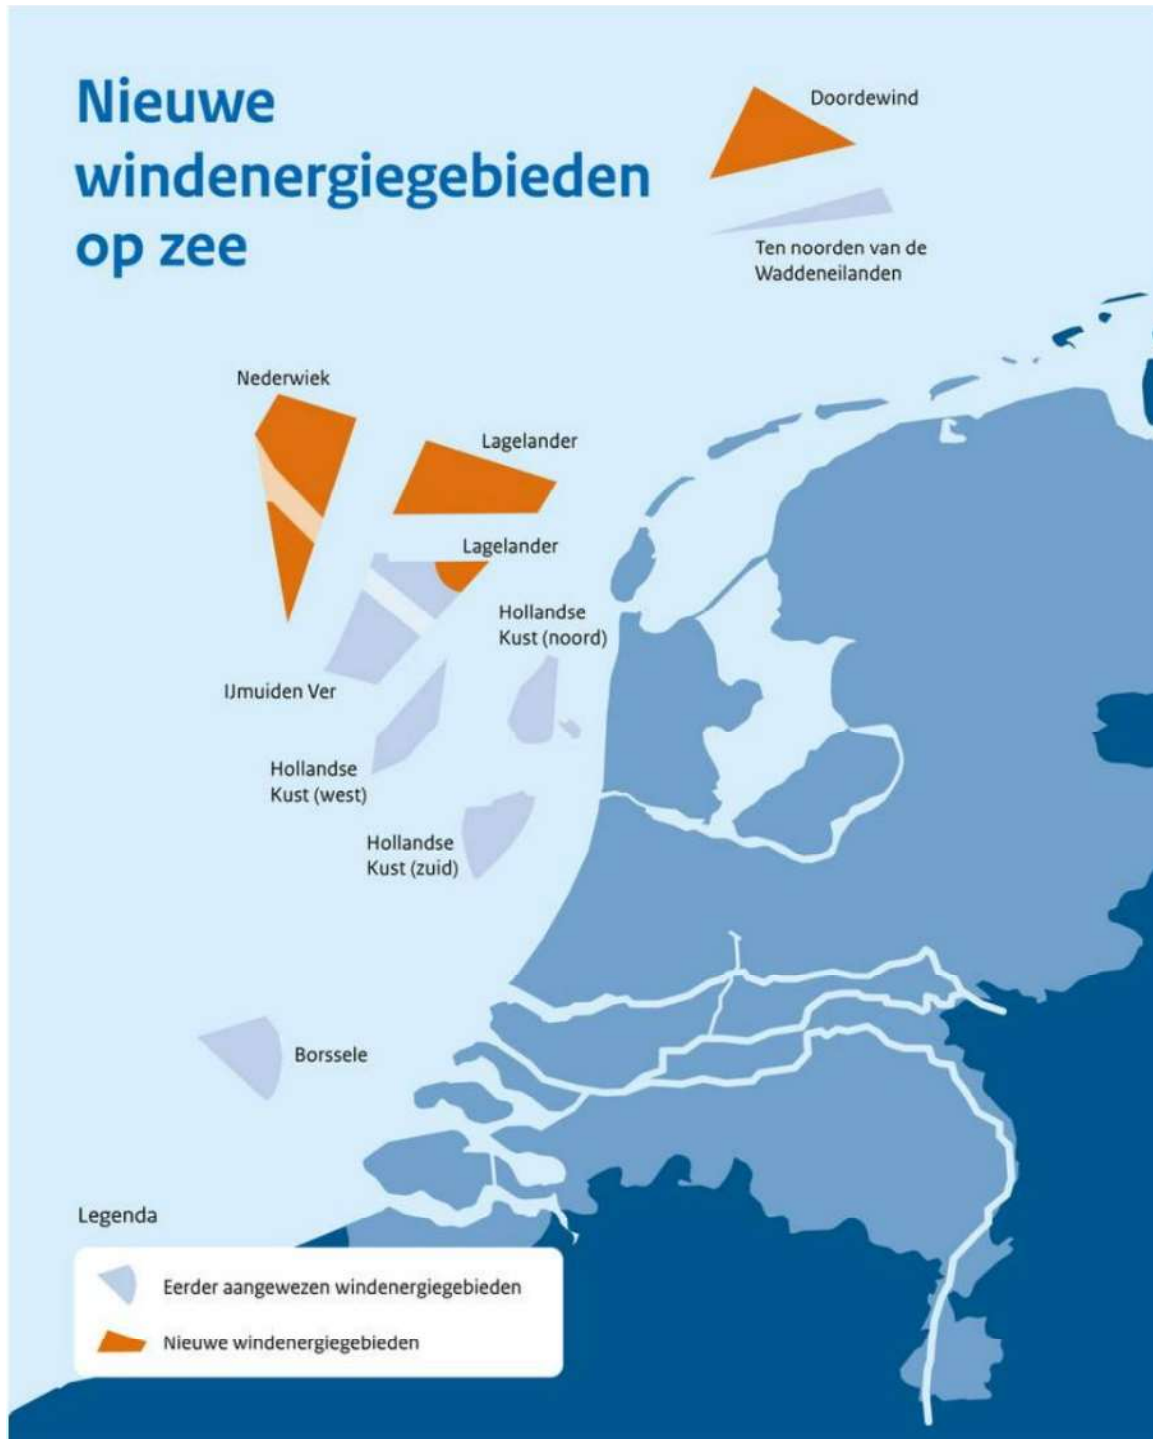 Nieuwe
windenergiegebieden
op zee
Doordewind
Ten noorden van de
Waddeneilanden
Nederwiek
Lagelander
Lagelander
Hollandse
Kust (noord)
IJmuiden Ver
Hollandse
Kust (west)
Hollandse
Kust (zuid)
Borssele
Legenda
Eerder aangewezen windenergiegebieden
Nieuwe windenergiegebieden